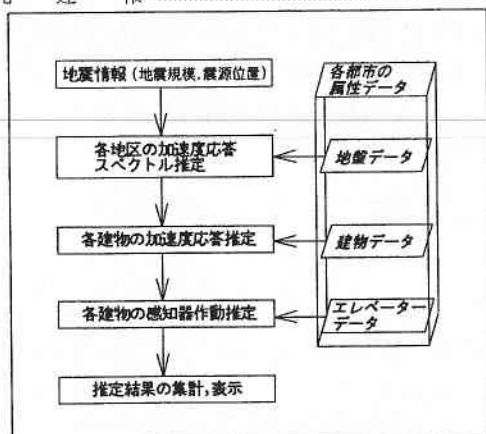 地震情報（地震規模，震源位置）
各地区の加速度応答
スペクトル推定
各建物の加速度応答推定
各建物の感知器作動推定
推定結果の集計，表示
各都市の
属性データ
地盤データ
建物データ
エレベーター
データ